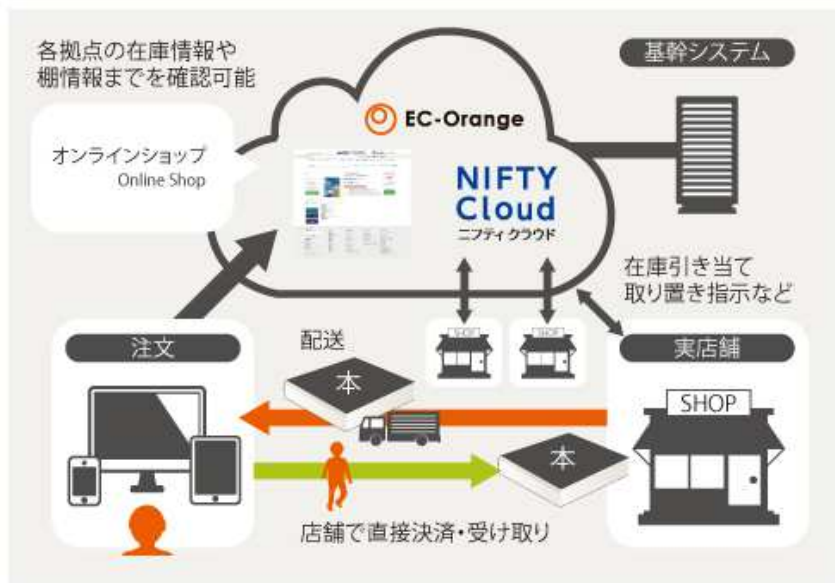 各拠点の在庫情報や
棚情報までを確認可能
基幹システム
EC-Orange
オンラインショップ
Online Shop
NIFTY
Cloud
ニフティクラウド
在庫引き当て
取り置き指示など
注文
配送
SHOP
SHOP
実店舗
本
SHOP
本
店舗で直接決済・受け取り